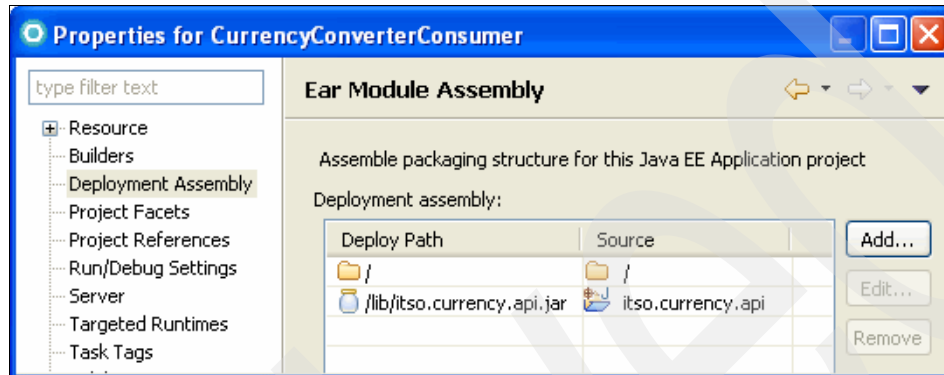 Properties for CurrencyConverterConsumer
type filter text
Resource
Builders
Deployment Assembly
Project Facets
Project References
Run/Debug Settings
Server
Targeted Runtimes
Task Tags
Ear Module Assembly
Assemble packaging structure for this Java EE Application project
Deployment assembly:
Deploy Path Source
/ /
/lib/itso.currency.api.jar itso.currency.api
Add...
Edit...
Remove